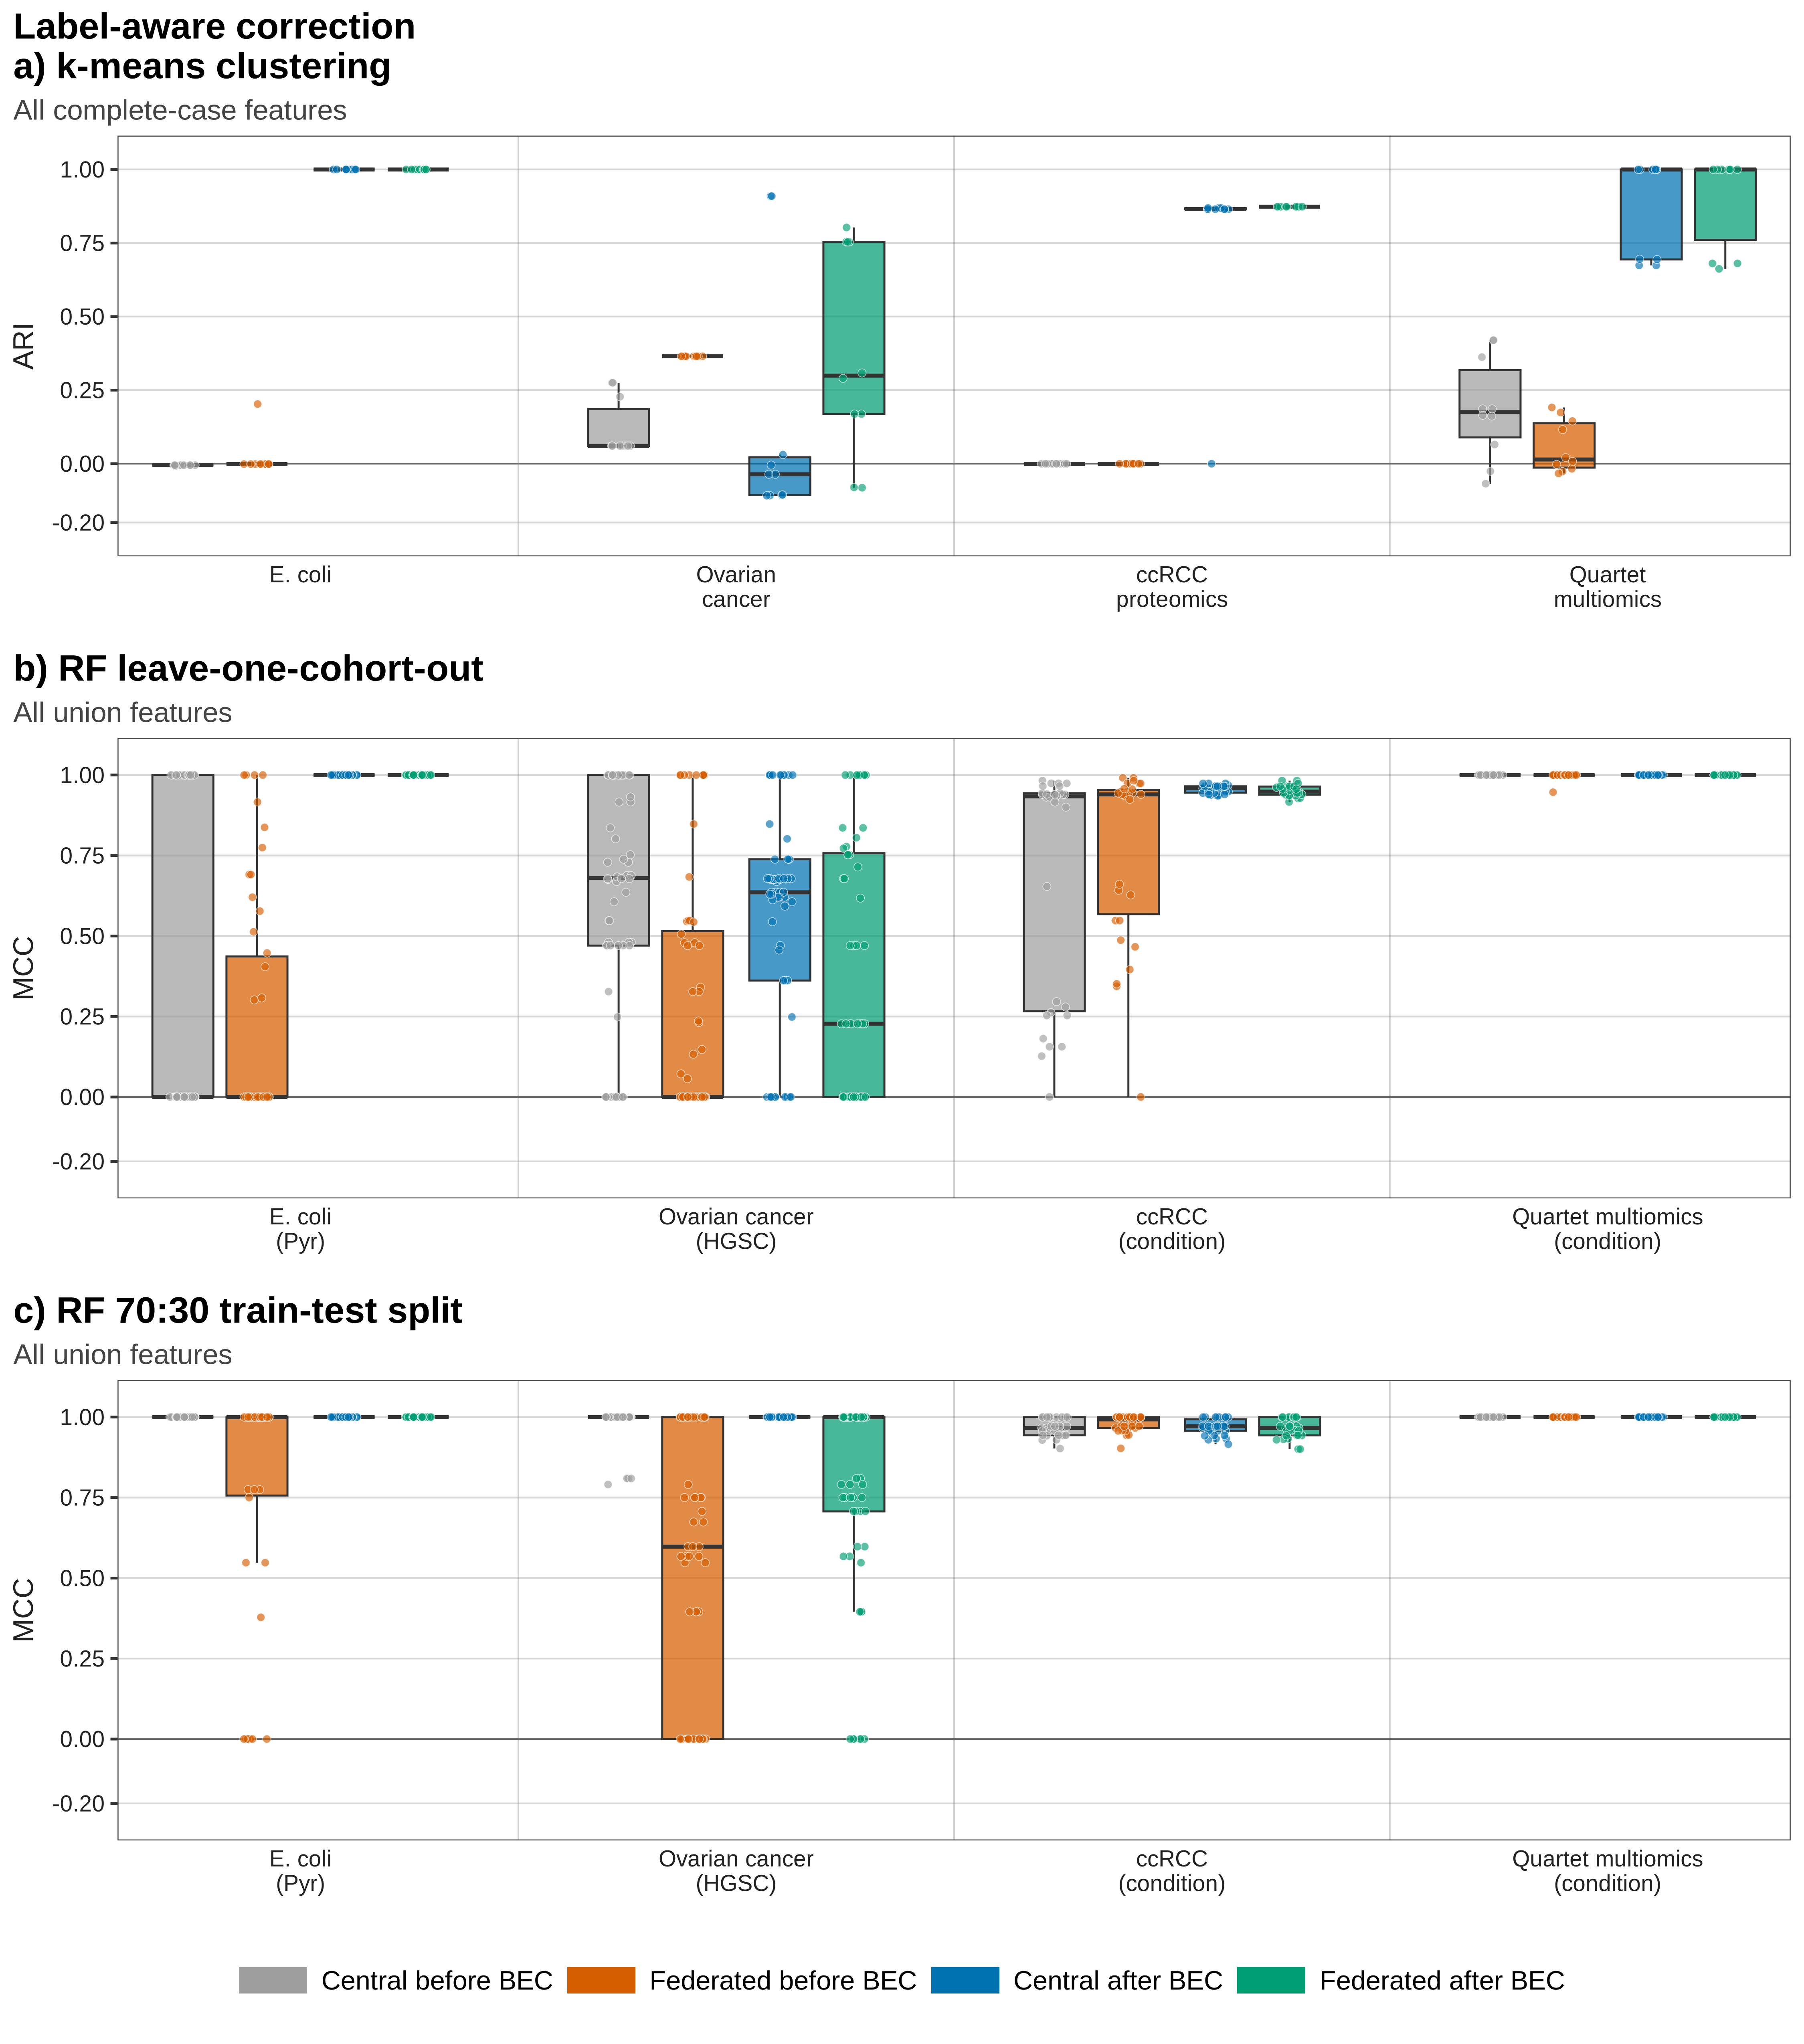 Label-aware correction
a) k-means clustering
All complete-case features
ARI
1.00
0.75
0.50
0.25
0.00
-0.20
E. coli
Ovarian
cancer
ccRCC
proteomics
Quartet
multiomics
b) RF leave-one-cohort-out
All union features
MCC
1.00
0.75
0.50
0.25
0.00
-0.20
E. coli
(Pyr)
Ovarian cancer
(HGSC)
ccRCC
(condition)
Quartet multiomics
(condition)
c) RF 70:30 train-test split
All union features
MCC
1.00
0.75
0.50
0.25
0.00
-0.20
E. coli
(Pyr)
Ovarian cancer
(HGSC)
ccRCC
(condition)
Quartet multiomics
(condition)
Central before BEC
Federated before BEC
Central after BEC
Federated after BEC